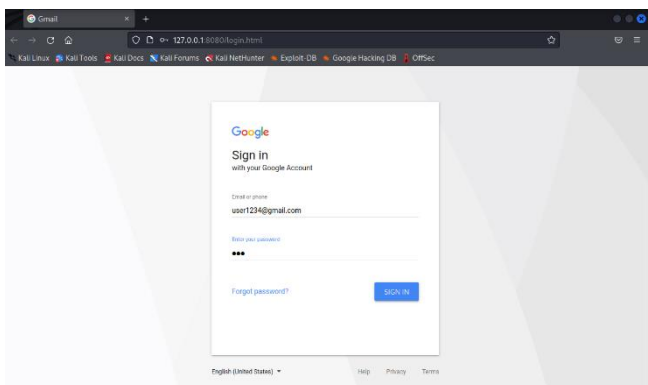 Gmail
127.0.0.1:8080/login.html
Kali Linux Kali Tools Kali Docs Kali Forums Kali NetHunter Exploit-DB Google Hacking DB OffSec
Google
Sign in
with your Google Account
Email or phone
user1234@gmail.com
Enter your password
Forgot password?
SIGN IN
English (United States) Help Privacy Terms